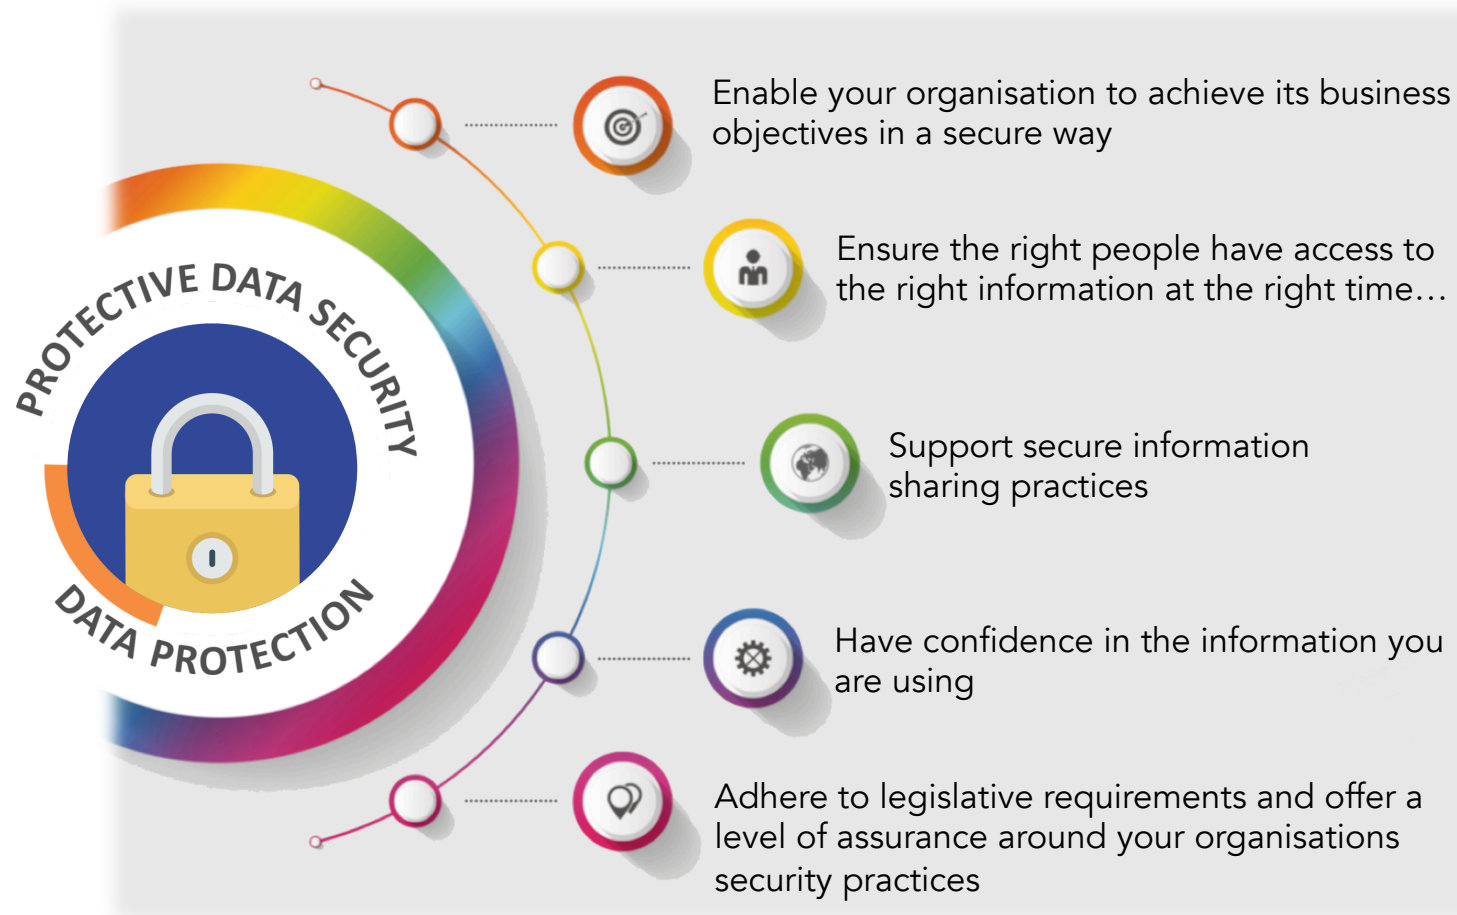 PROTECTIVE DATA SECURITY
DATA PROTECTION
Enable your organisation to achieve its business
objectives in a secure way
Ensure the right people have access to
the right information at the right time…
Support secure information
sharing practices
Have confidence in the information you
are using
Adhere to legislative requirements and offer a
level of assurance around your organisations
security practices